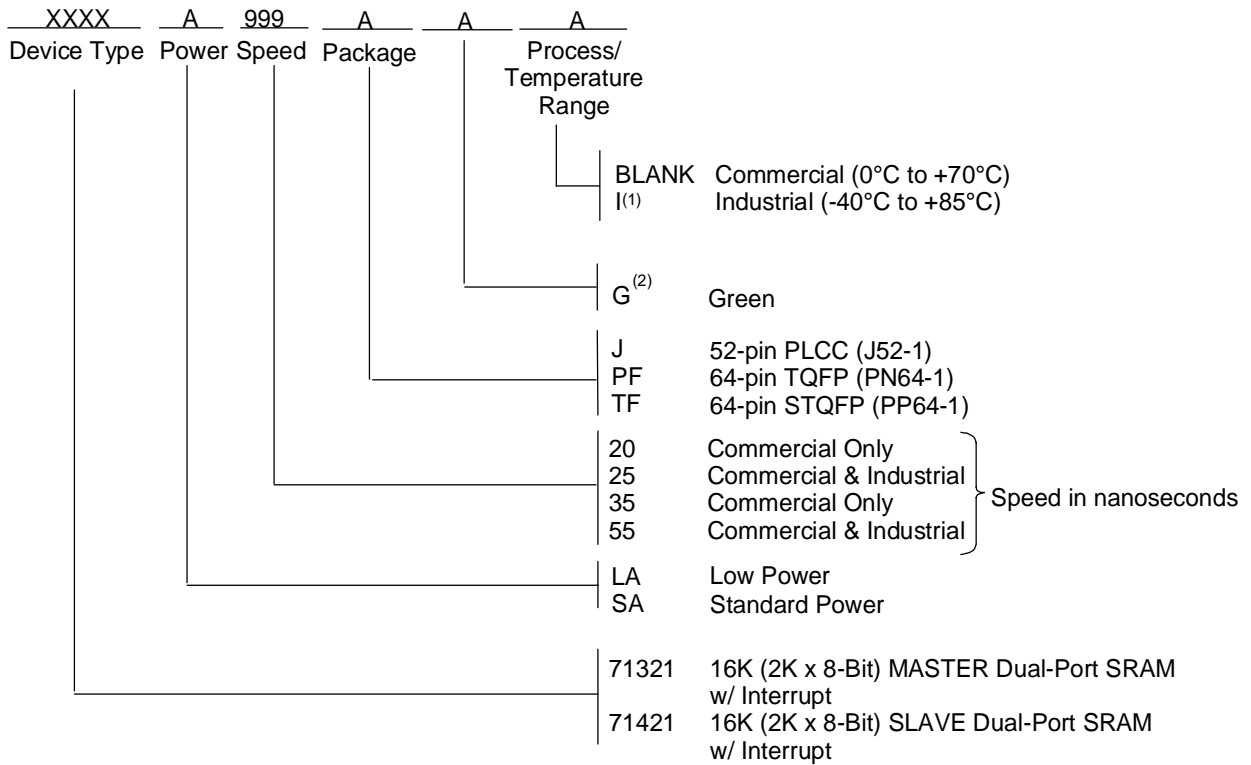 XXXX A 999 A A A
Device Type Power Speed Package Process/
Temperature
Range
BLANK Commercial (0°C to +70°C)
I(1) Industrial (-40°C to +85°C)
G(2) Green
J 52-pin PLCC (J52-1)
PF 64-pin TQFP (PN64-1)
TF 64-pin STQFP (PP64-1)
20 Commercial Only
25 Commercial & Industrial
35 Commercial Only
55 Commercial & Industrial
Speed in nanoseconds
LA Low Power
SA Standard Power
71321 16K (2K x 8-Bit) MASTER Dual-Port SRAM
w/ Interrupt
71421 16K (2K x 8-Bit) SLAVE Dual-Port SRAM
w/ Interrupt